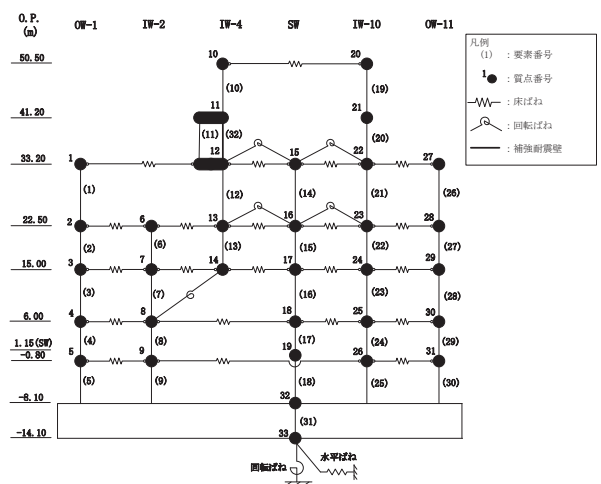 O.P.
(m)
OW-1 IW-2 IW-4 SW IW-10 OW-11
凡例
(1) : 要素番号
1 : 質点番号
: 床ばね
: 回転ばね
: 補強耐震壁
50.50 10 20
(10) (19)
41.20 11 21
(11) (32) (20)
33.20 1 12 15 22 27
(1) (12) (14) (21) (26)
22.50 2 6 13 16 23 28
(2) (6) (13) (15) (22) (27)
15.00 3 7 14 17 24 29
(3) (7) (16) (23) (28)
6.00 4 8 18 25 30
(4) (8) (17) (24) (29)
1.15(SW) 19
-0.80 5 9 26 31
(5) (9) (18) (25) (30)
-8.10 32
(31)
-14.10 33
回転ばね 水平ばね